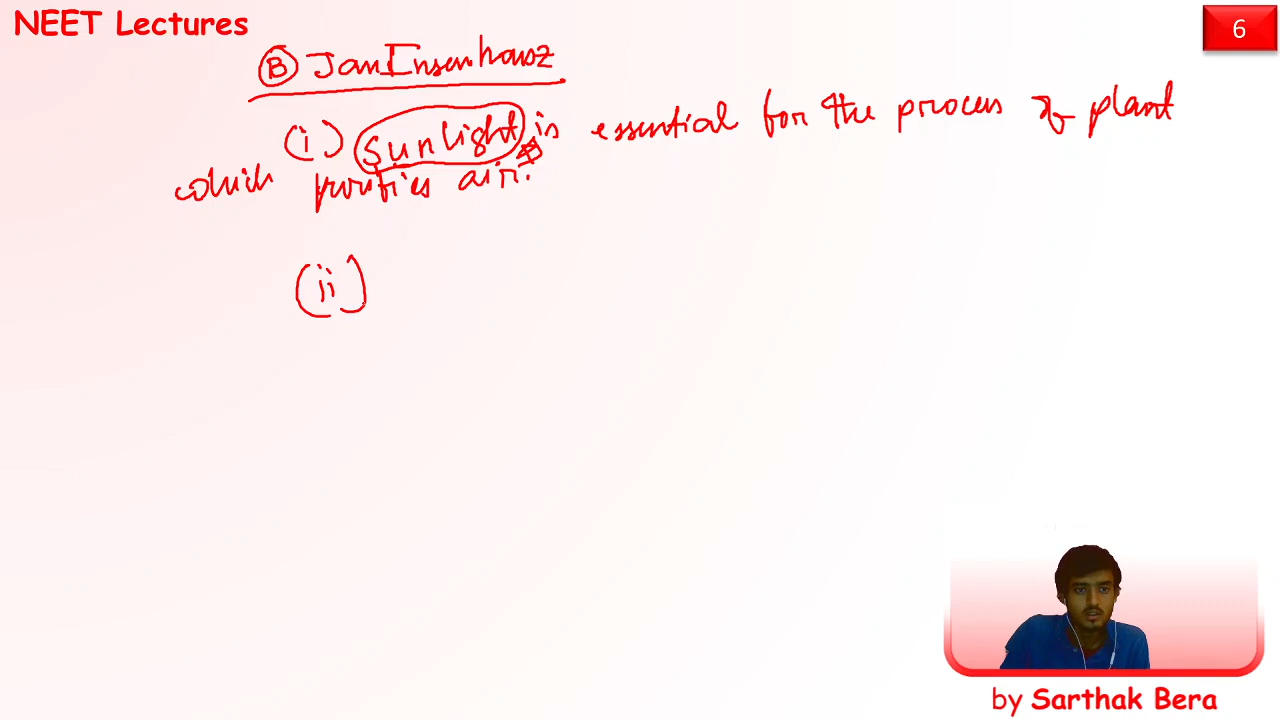 NEET Lectures
6
B Jan Ingenhousz
(i) Sunlight is essential for the process of plant
which purifies air.
(ii)
by Sarthak Bera